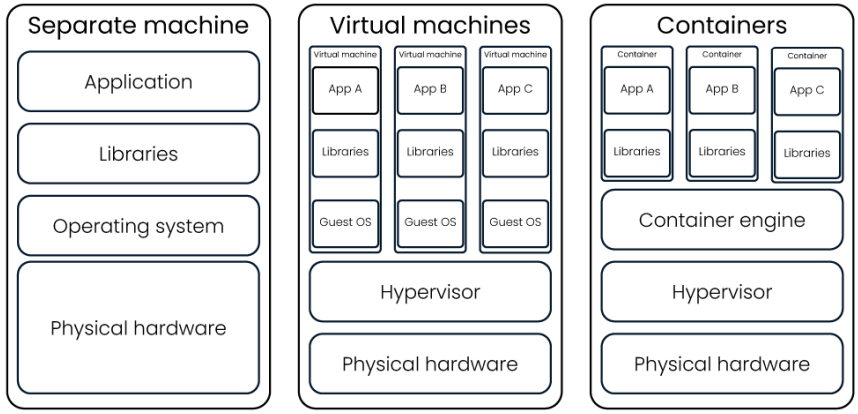 Separate machine
Application
Libraries
Operating system
Physical hardware
Virtual machines
Virtual machine
Virtual machine
Virtual machine
App A
App B
App C
Libraries
Libraries
Libraries
Guest OS
Guest OS
Guest OS
Hypervisor
Physical hardware
Containers
Container
Container
Container
App A
App B
App C
Libraries
Libraries
Libraries
Container engine
Hypervisor
Physical hardware